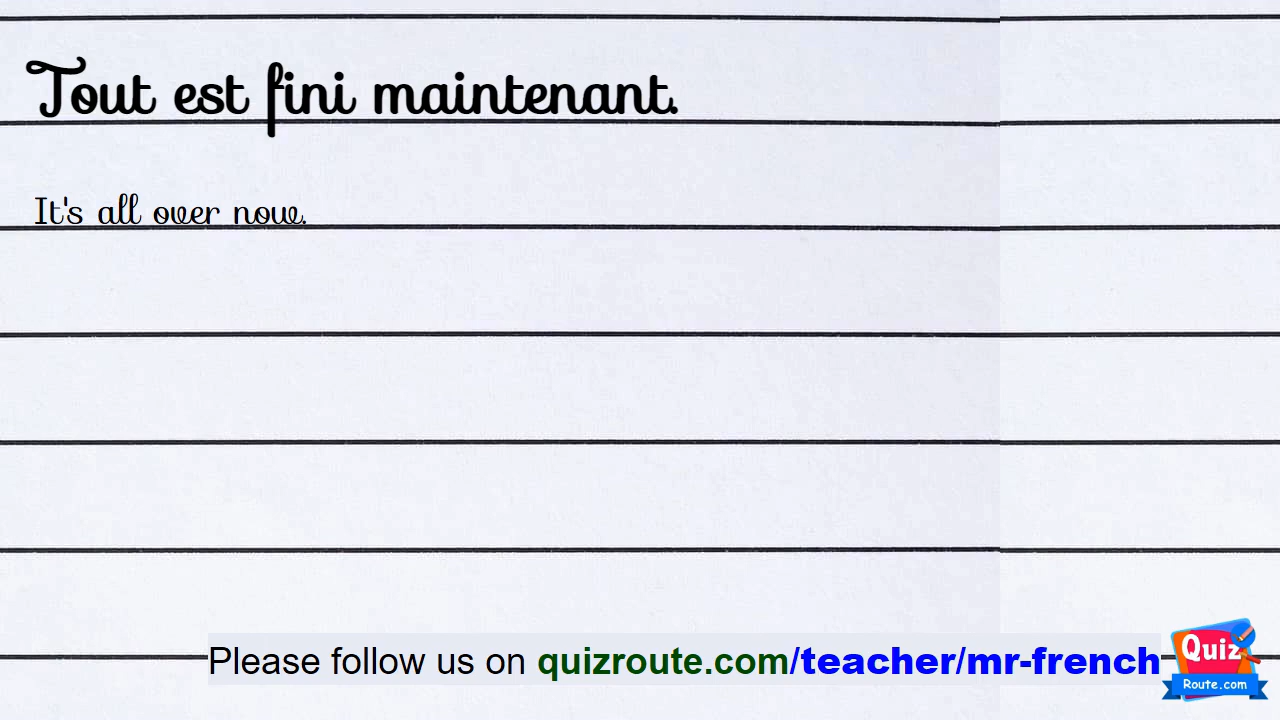 Tout est fini maintenant.
It's all over now.
Please follow us on quizroute.com/teacher/mr-french
Quiz
Route.com